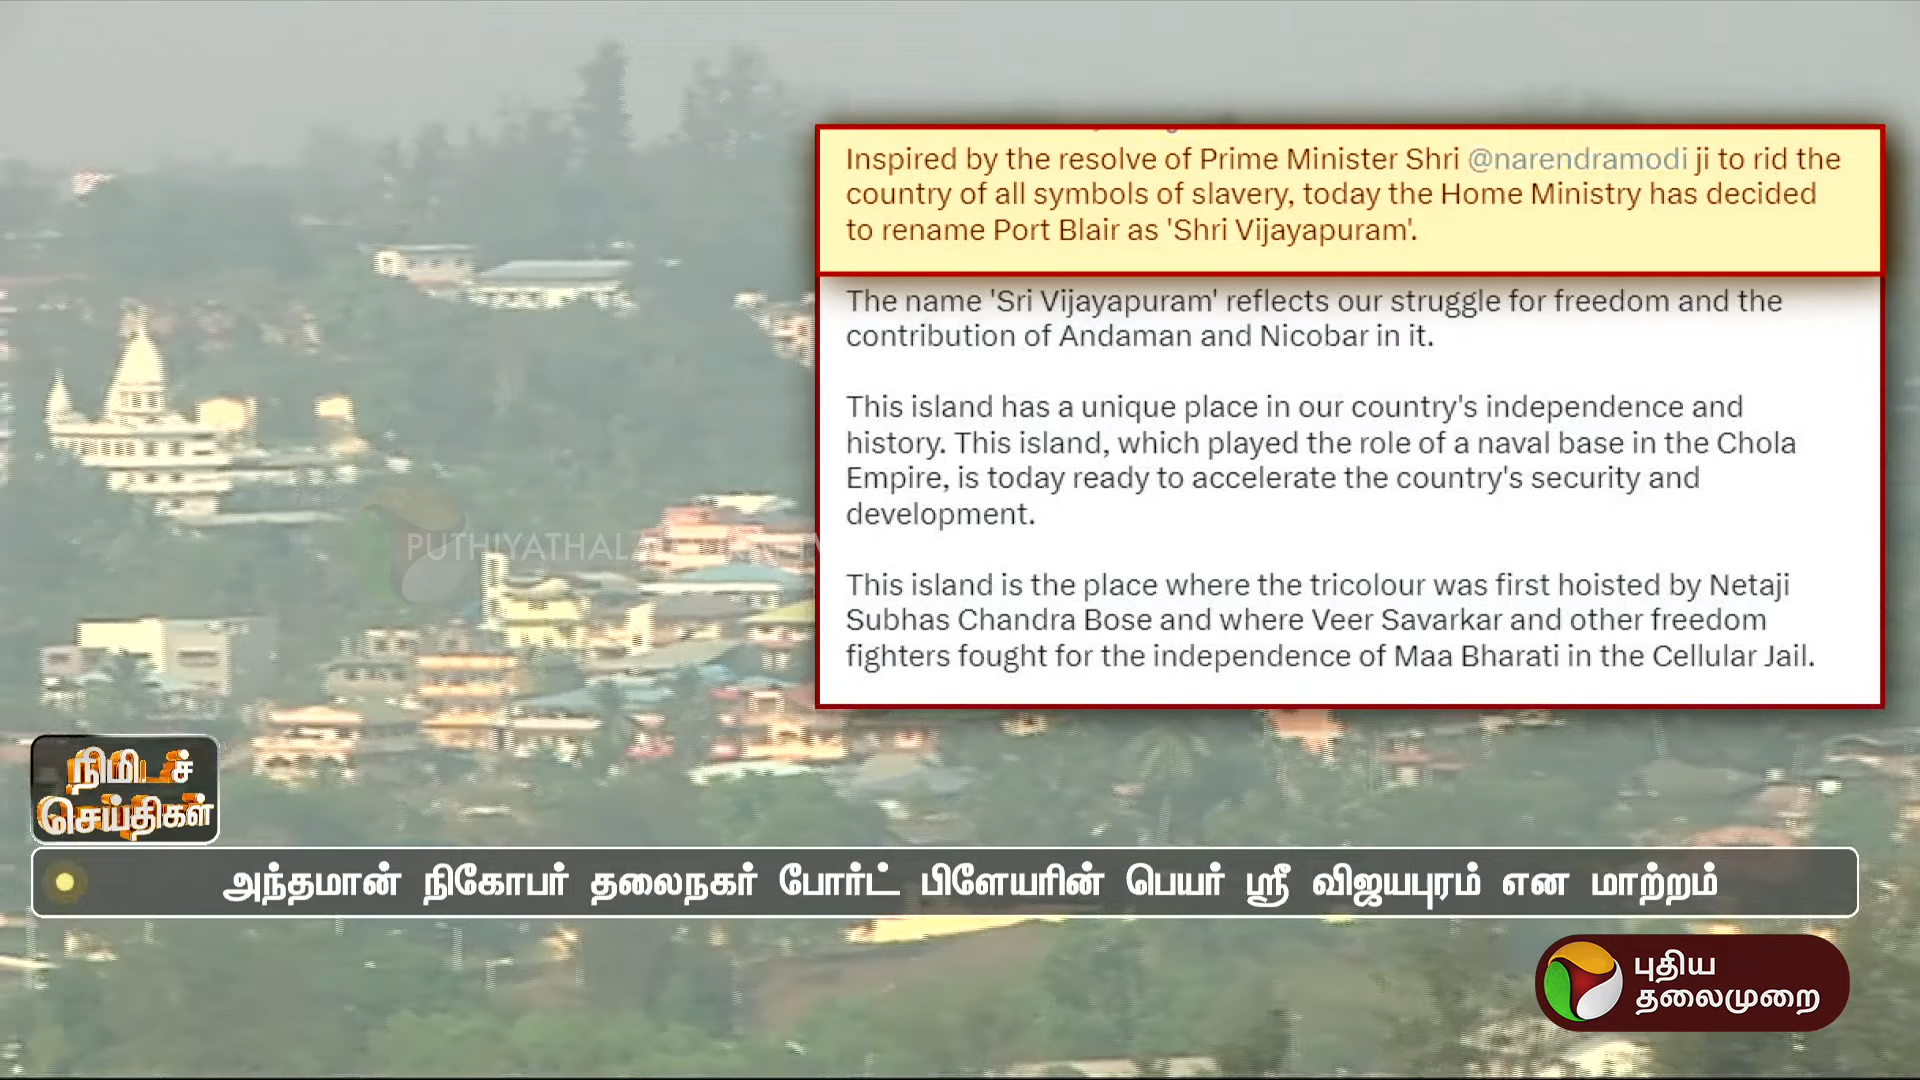 Inspired by the resolve of Prime Minister Shri @narendramodi ji to rid the
country of all symbols of slavery, today the Home Ministry has decided
to rename Port Blair as 'Shri Vijayapuram'.
The name 'Sri Vijayapuram' reflects our struggle for freedom and the
contribution of Andaman and Nicobar in it.
This island has a unique place in our country's independence and
history. This island, which played the role of a naval base in the Chola
Empire, is today ready to accelerate the country's security and
development.
This island is the place where the tricolour was first hoisted by Netaji
Subhas Chandra Bose and where Veer Savarkar and other freedom
fighters fought for the independence of Maa Bharati in the Cellular Jail.
நிமிடச்
செய்திகள்
அந்தமான் நிகோபர் தலைநகர் போர்ட் பிளேயரின் பெயர் ஸ்ரீ விஜயபுரம் என மாற்றம்
புதிய
தலைமுறை